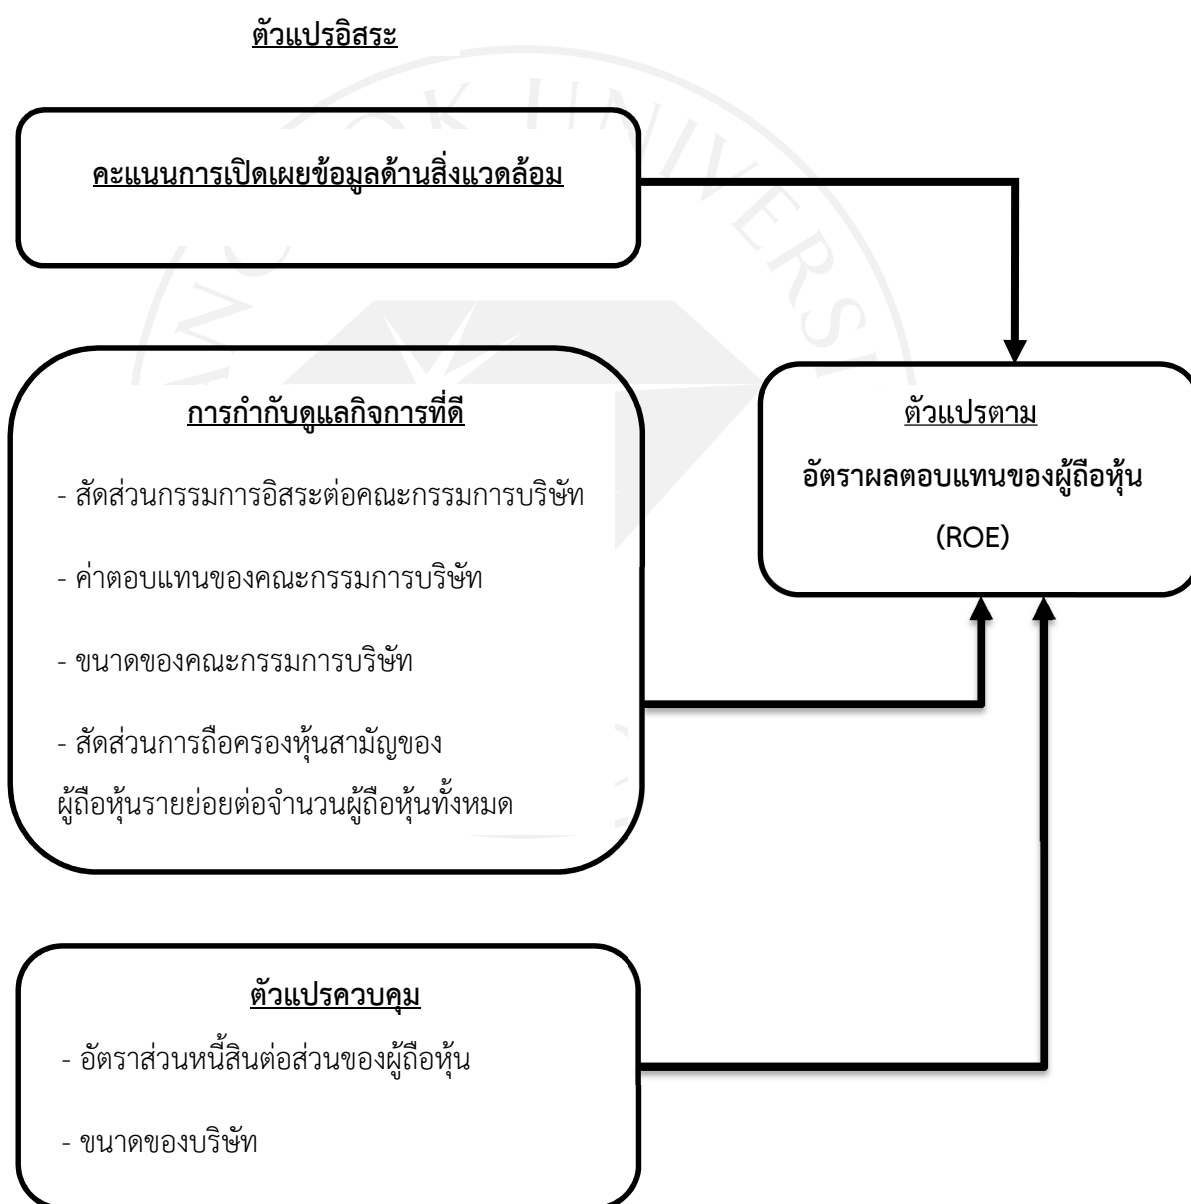 ตัวแปรอิสระ
คะแนนการเปิดเผยข้อมูลด้านสิ่งแวดล้อม
การกำกับดูแลกิจการที่ดี
- สัดส่วนกรรมการอิสระต่อคณะกรรมการบริษัท
- ค่าตอบแทนของคณะกรรมการบริษัท
- ขนาดของคณะกรรมการบริษัท
- สัดส่วนการถือครองหุ้นสามัญของ
ผู้ถือหุ้นรายย่อยต่อจำนวนผู้ถือหุ้นทั้งหมด
ตัวแปรตาม
อัตราผลตอบแทนของผู้ถือหุ้น
(ROE)
ตัวแปรควบคุม
- อัตราส่วนหนี้สินต่อส่วนของผู้ถือหุ้น
- ขนาดของบริษัท